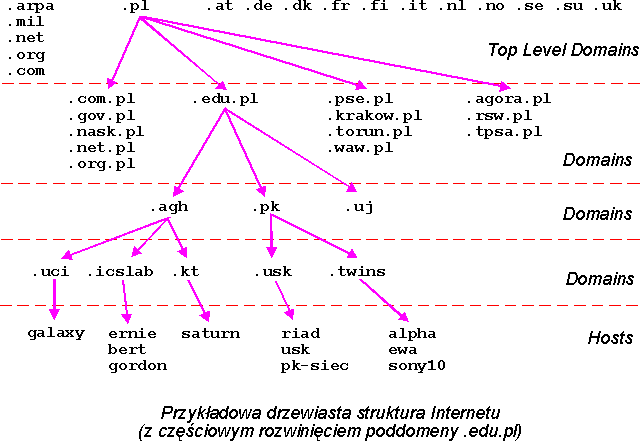 .arpa .pl .at .de .dk .fr .fi .it .nl .no .se .su .uk
.mil
.net
.org
.com
Top Level Domains
.com.pl .edu.pl .pse.pl .agora.pl
.gov.pl .krakow.pl .rsw.pl
.nask.pl .torun.pl .tpsa.pl
.net.pl .waw.pl
.org.pl
Domains
.agh .pk .uj
Domains
.uci .icslab .kt .usk .twins
Domains
galaxy ernie saturn riad alpha
Hosts
bert usk ewa
gordon pk-siec sony10
Przykładowa drzewiasta struktura Internetu
(z częściowym rozwinięciem poddomeny .edu.pl)